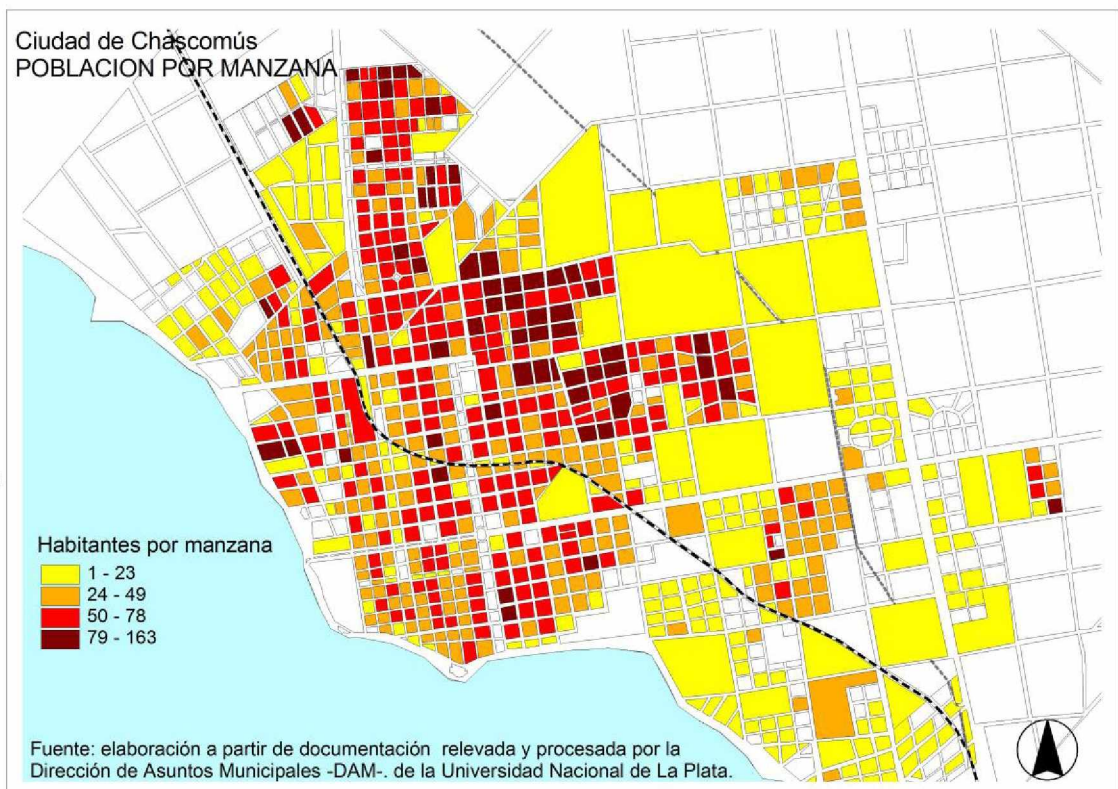 Ciudad de Chascomús
POBLACION POR MANZANA
Habitantes por manzana
1 - 23
24 - 49
50 - 78
79 - 163
Fuente: elaboración a partir de documentación relevada y procesada por la
Dirección de Asuntos Municipales -DAM-. de la Universidad Nacional de La Plata.